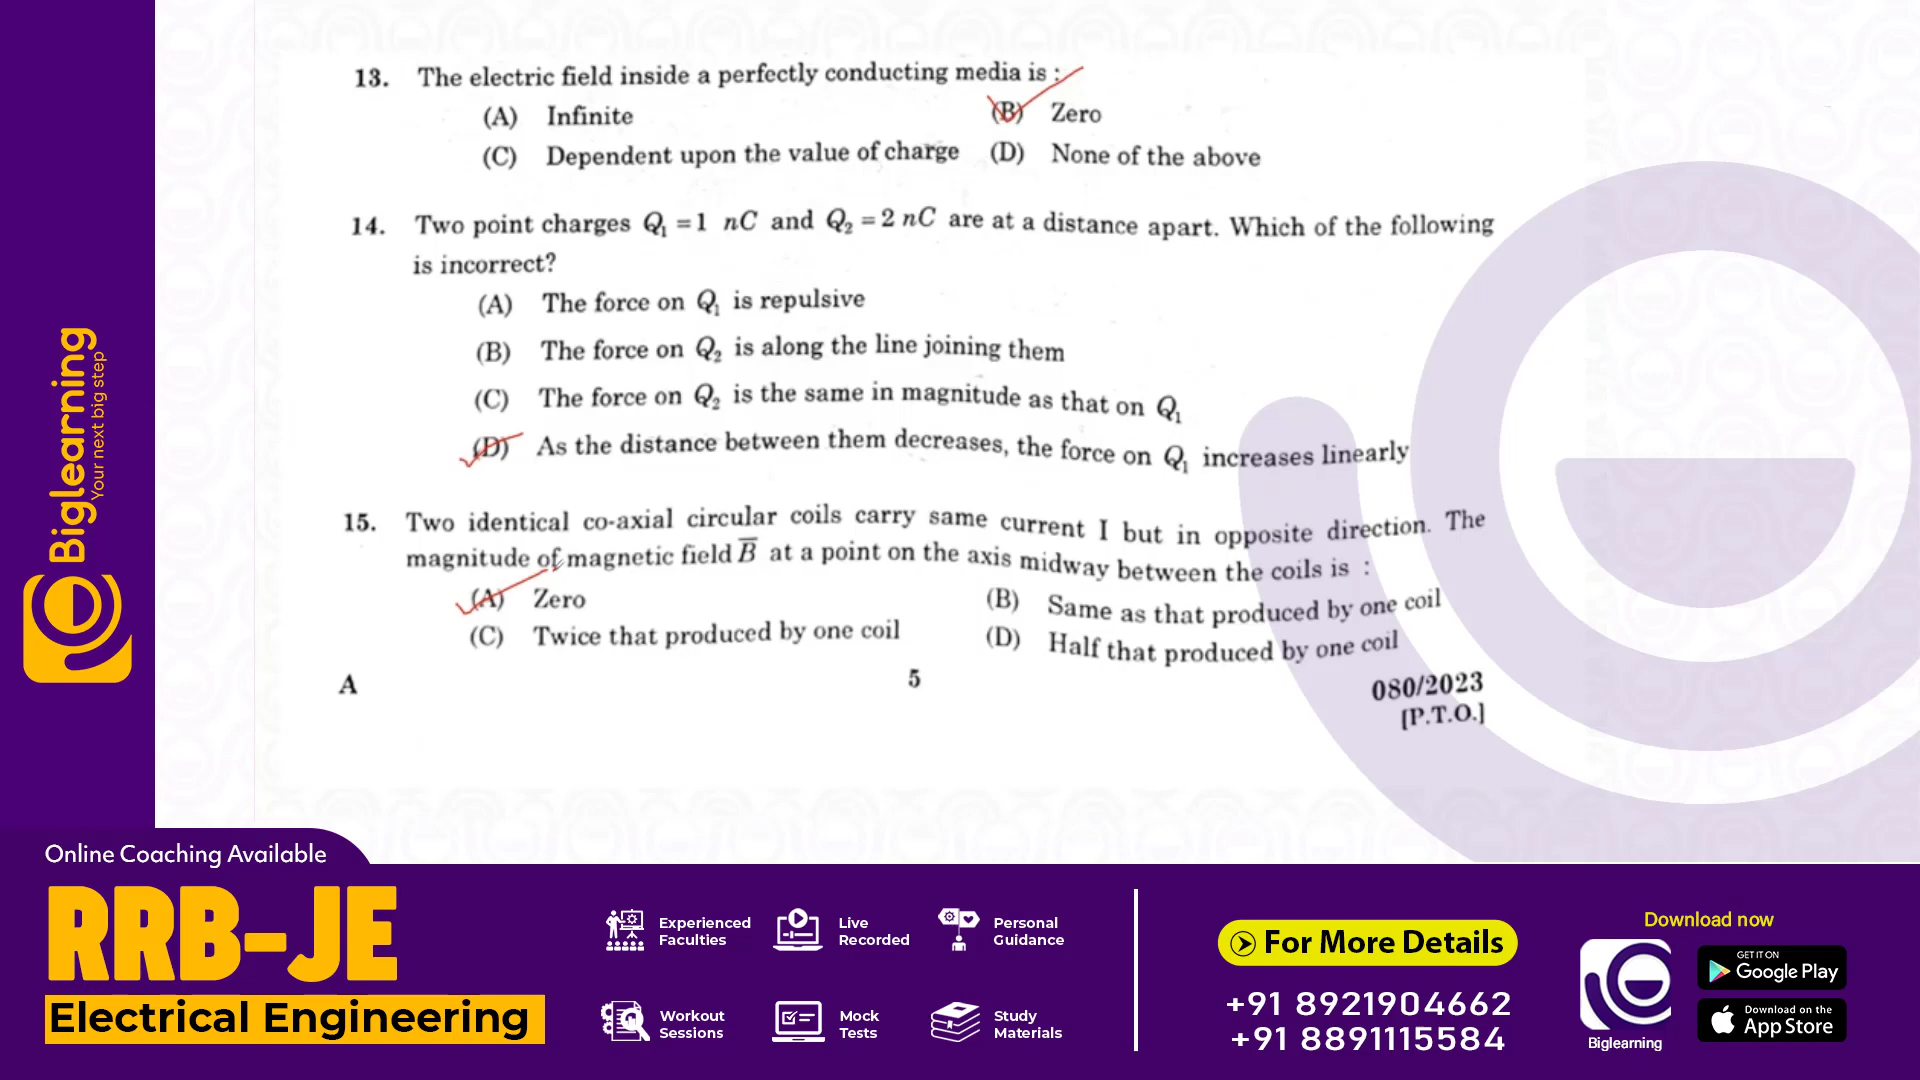 13. The electric field inside a perfectly conducting media is :
(A) Infinite (B) Zero
(C) Dependent upon the value of charge (D) None of the above
14. Two point charges Q₁ = 1 nC and Q₂ = 2 nC are at a distance apart. Which of the following
is incorrect?
(A) The force on Q₁ is repulsive
(B) The force on Q₂ is along the line joining them
(C) The force on Q₂ is the same in magnitude as that on Q₁
(D) As the distance between them decreases, the force on Q₁ increases linearly
15. Two identical co-axial circular coils carry same current I but in opposite direction. The
magnitude of magnetic field B̅ at a point on the axis midway between the coils is :
(A) Zero (B) Same as that produced by one coil
(C) Twice that produced by one coil (D) Half that produced by one coil
A 5 080/2023
[P.T.O.]
Biglearning
Your next big step
Online Coaching Available
RRB-JE
Electrical Engineering
Experienced
Faculties
Live
Recorded
Personal
Guidance
Workout
Sessions
Mock
Tests
Study
Materials
For More Details
+91 8921904662
+91 8891115584
Download now
Biglearning
GET IT ON
Google Play
Download on the
App Store